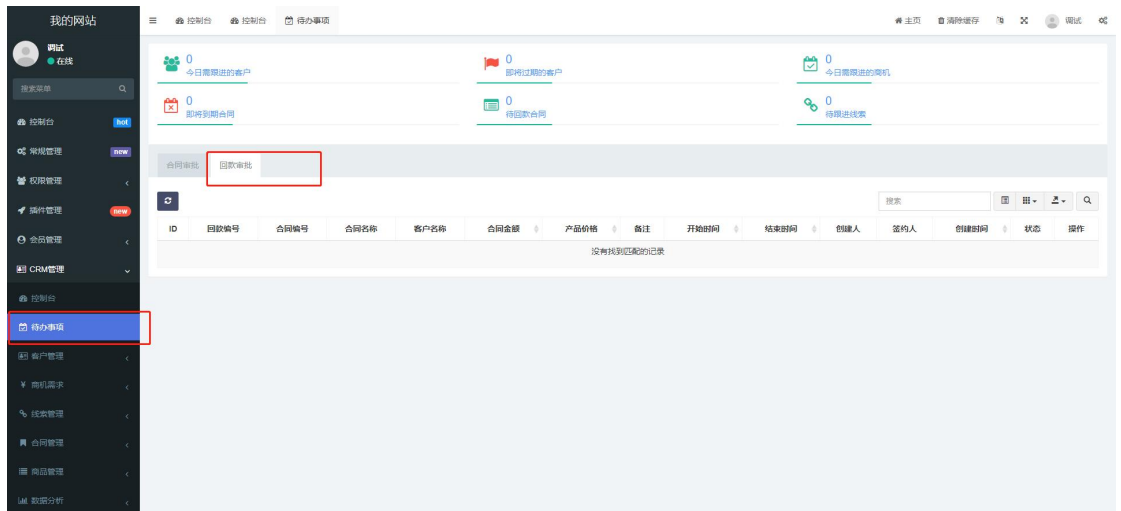 我的网站
控制台 控制台 待办事项
主页 清除缓存 调试
调试
在线
搜索菜单
控制台 hot
常规管理 new
权限管理
插件管理 new
会员管理
CRM管理
控制台
待办事项
客户管理
商机需求
线索管理
合同管理
商品管理
数据分析
0
今日需跟进的客户
0
即将过期的客户
0
今日需跟进的商机
0
即将到期合同
0
待回款合同
0
待跟进线索
合同审批 回款审批
搜索
ID 回款编号 合同编号 合同名称 客户名称 合同金额 产品价格 备注 开始时间 结束时间 创建人 签约人 创建时间 状态 操作
没有找到匹配的记录